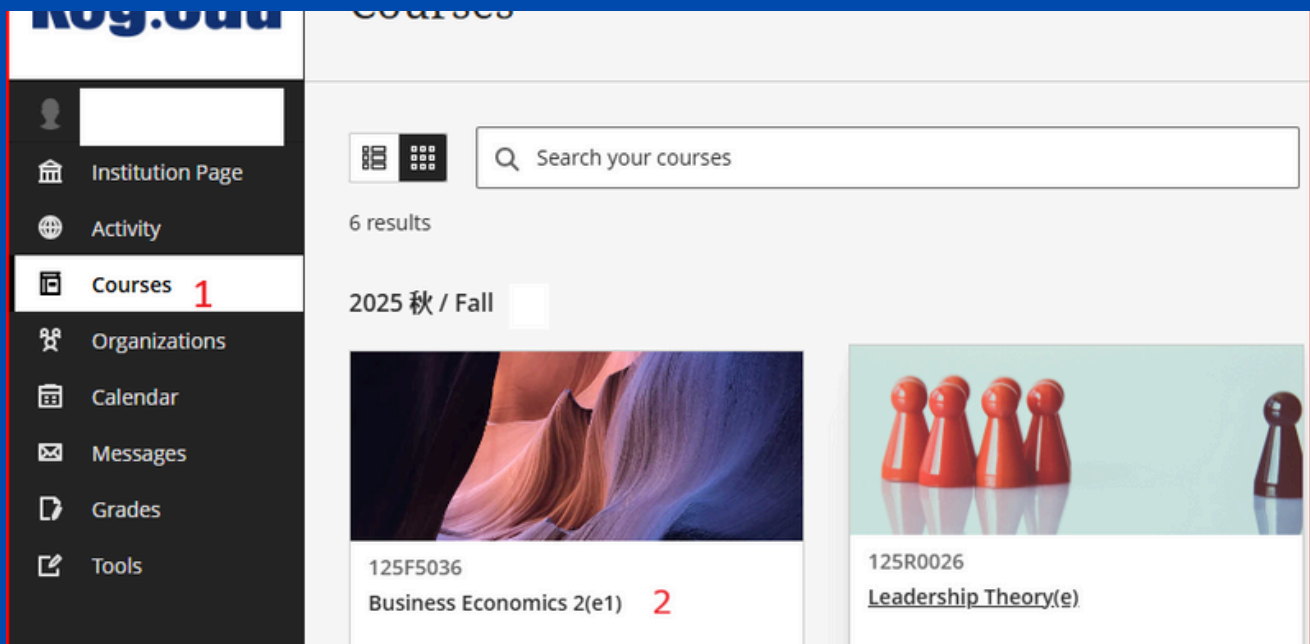 Courses
Institution Page
Activity
Courses 1
Organizations
Calendar
Messages
Grades
Tools
Search your courses
6 results
2025 秋 / Fall
125F5036
Business Economics 2(e1) 2
125R0026
Leadership Theory(e)